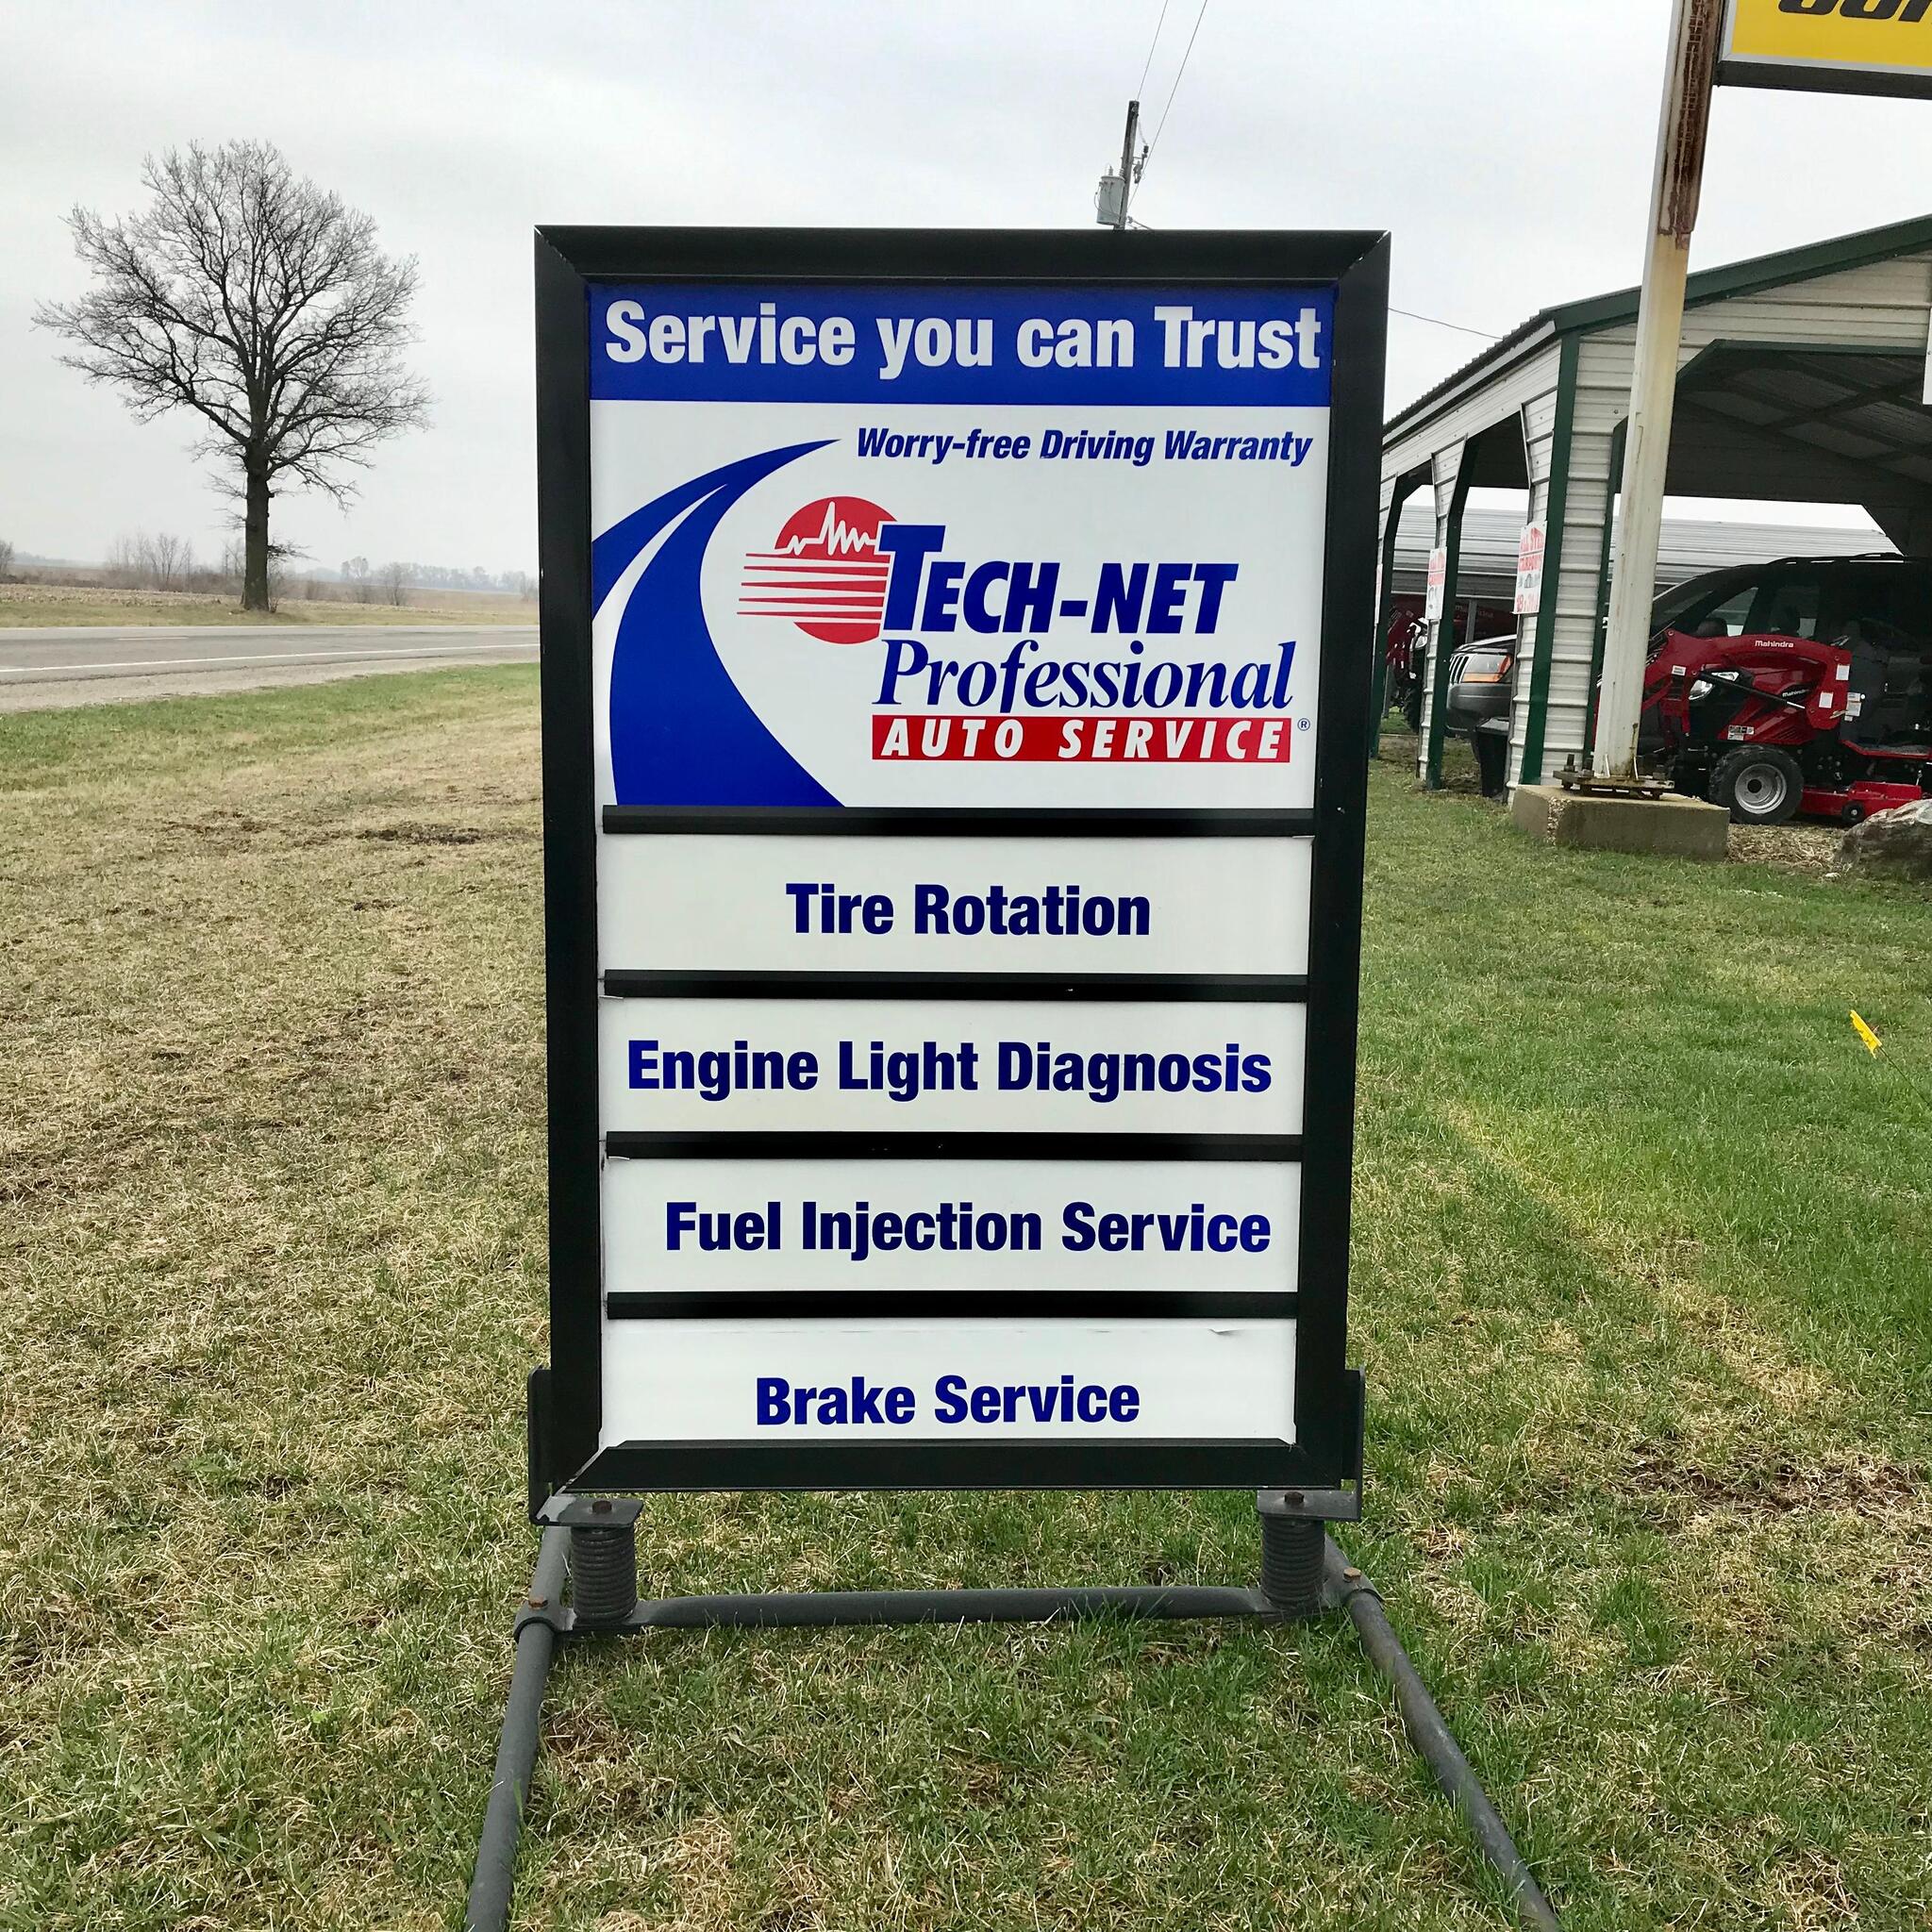 Service you can Trust
Worry-free Driving Warranty
TECH-NET
Professional
AUTO SERVICE®
Tire Rotation
Engine Light Diagnosis
Fuel Injection Service
Brake Service
Mahindra